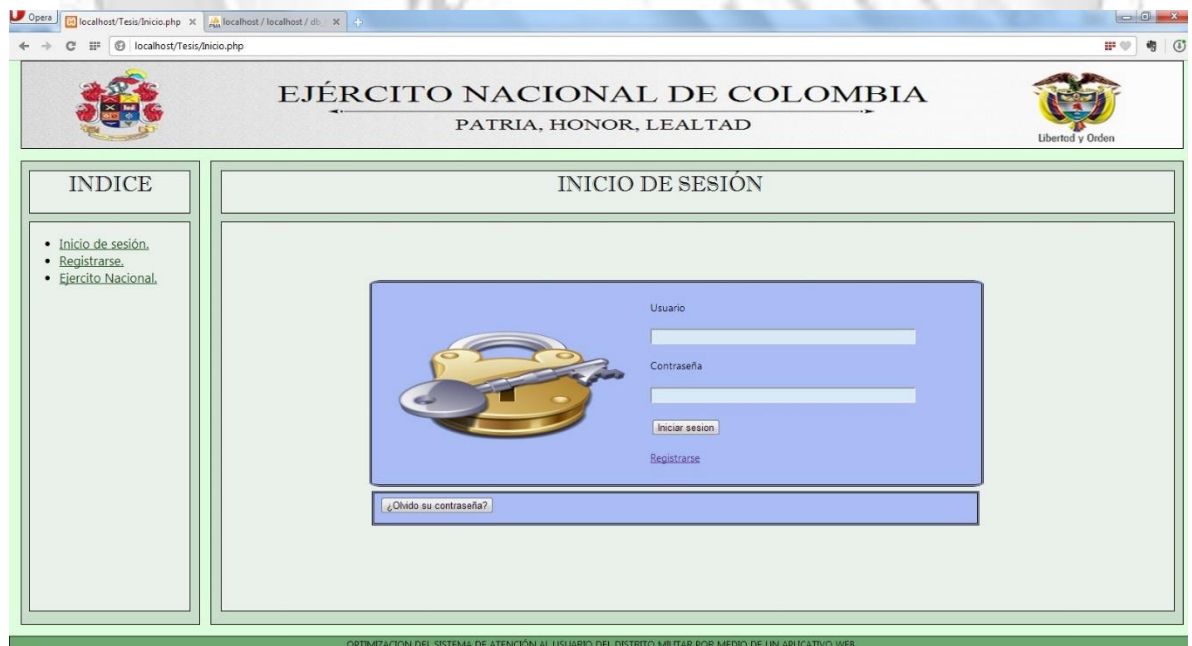 Opera
localhost/Tesis/Inicio.php
localhost / localhost / db_
localhost/Tesis/Inicio.php
EJÉRCITO NACIONAL DE COLOMBIA
PATRIA, HONOR, LEALTAD
Libertad y Orden
INDICE
Inicio de sesión.
Registrarse.
Ejercito Nacional.
INICIO DE SESIÓN
Usuario
Contraseña
Iniciar sesion
Registrarse
¿Olvido su contraseña?
OPTIMIZACION DEL SISTEMA DE ATENCIÓN AL USUARIO DEL DISTRITO MILITAR POR MEDIO DE UN APLICATIVO WEB